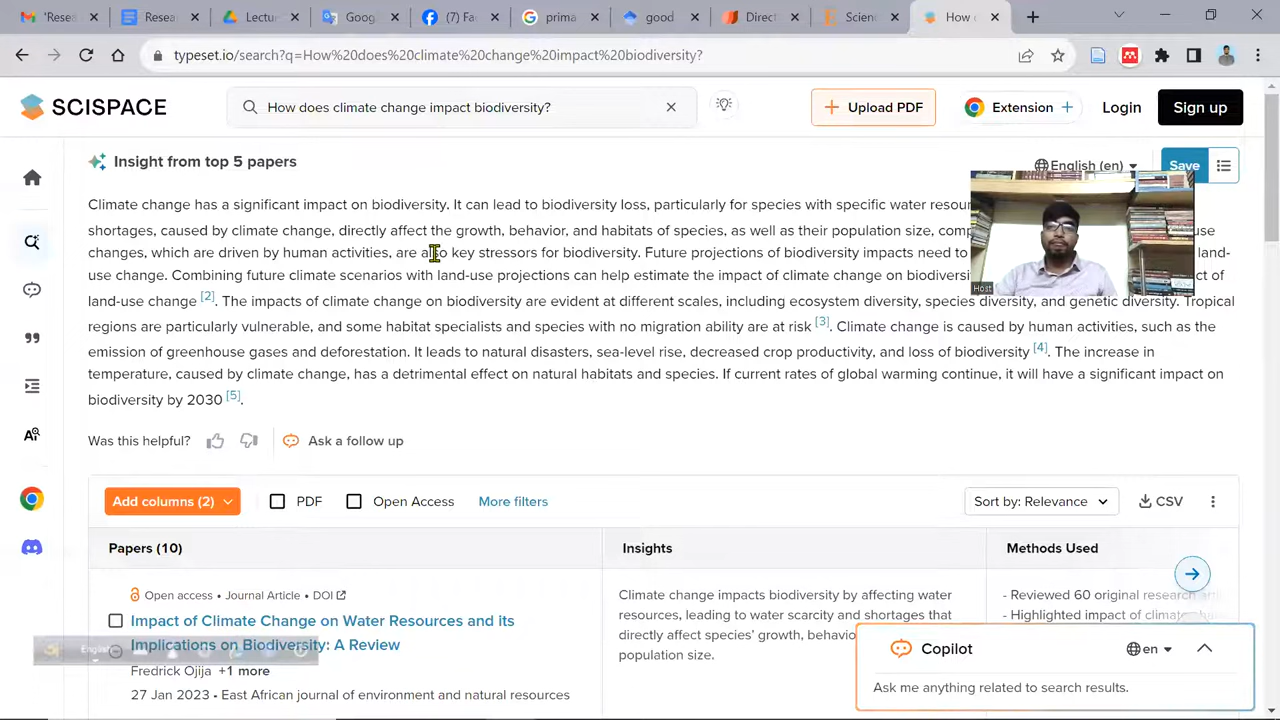 "Resea
Resea
Lectur
Goog
(7) Fac
prima
good
Direct
Scienc
How d
typeset.io/search?q=How%20does%20climate%20change%20impact%20biodiversity?
SCISPACE
How does climate change impact biodiversity?
Upload PDF
Extension
Login
Sign up
Insight from top 5 papers
English (en)
Save
Climate change has a significant impact on biodiversity. It can lead to biodiversity loss, particularly for species with specific water
shortages, caused by climate change, directly affect the growth, behavior, and habitats of species, as well as their population size, use
changes, which are driven by human activities, are also key stressors for biodiversity. Future projections of biodiversity impacts need to land-
use change. Combining future climate scenarios with land-use projections can help estimate the impact of climate change on of
land-use change [2]. The impacts of climate change on biodiversity are evident at different scales, including ecosystem diversity, species diversity, and genetic diversity. Tropical
regions are particularly vulnerable, and some habitat specialists and species with no migration ability are at risk [3]. Climate change is caused by human activities, such as the
emission of greenhouse gases and deforestation. It leads to natural disasters, sea-level rise, decreased crop productivity, and loss of biodiversity [4]. The increase in
temperature, caused by climate change, has a detrimental effect on natural habitats and species. If current rates of global warming continue, it will have a significant impact on
biodiversity by 2030 [5].
Host
Was this helpful?
Ask a follow up
Add columns (2)
PDF
Open Access
More filters
Sort by: Relevance
CSV
Papers (10)
Insights
Methods Used
Open access • Journal Article • DOI
Impact of Climate Change on Water Resources and its
Implications on Biodiversity: A Review
Fredrick Ojija +1 more
27 Jan 2023 • East African journal of environment and natural resources
Climate change impacts biodiversity by affecting water
resources, leading to water scarcity and shortages that
directly affect species' growth,
population size.
- Reviewed 60 original research
- Highlighted impact of
English
Copilot
en
Ask me anything related to search results.